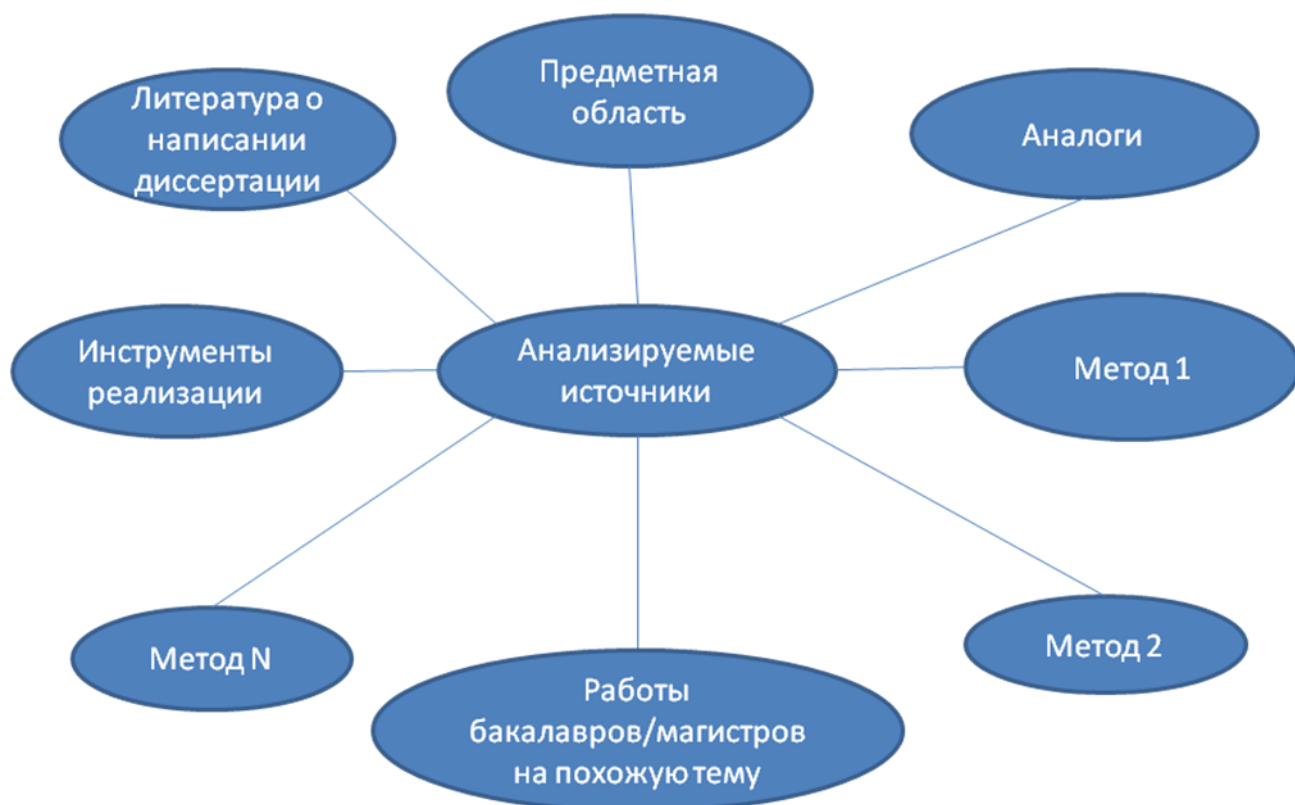 Литература о
написании
диссертации
Предметная
область
Аналоги
Инструменты
реализации
Анализируемые
источники
Метод 1
Метод N
Работы
бакалавров/магистров
на похожую тему
Метод 2